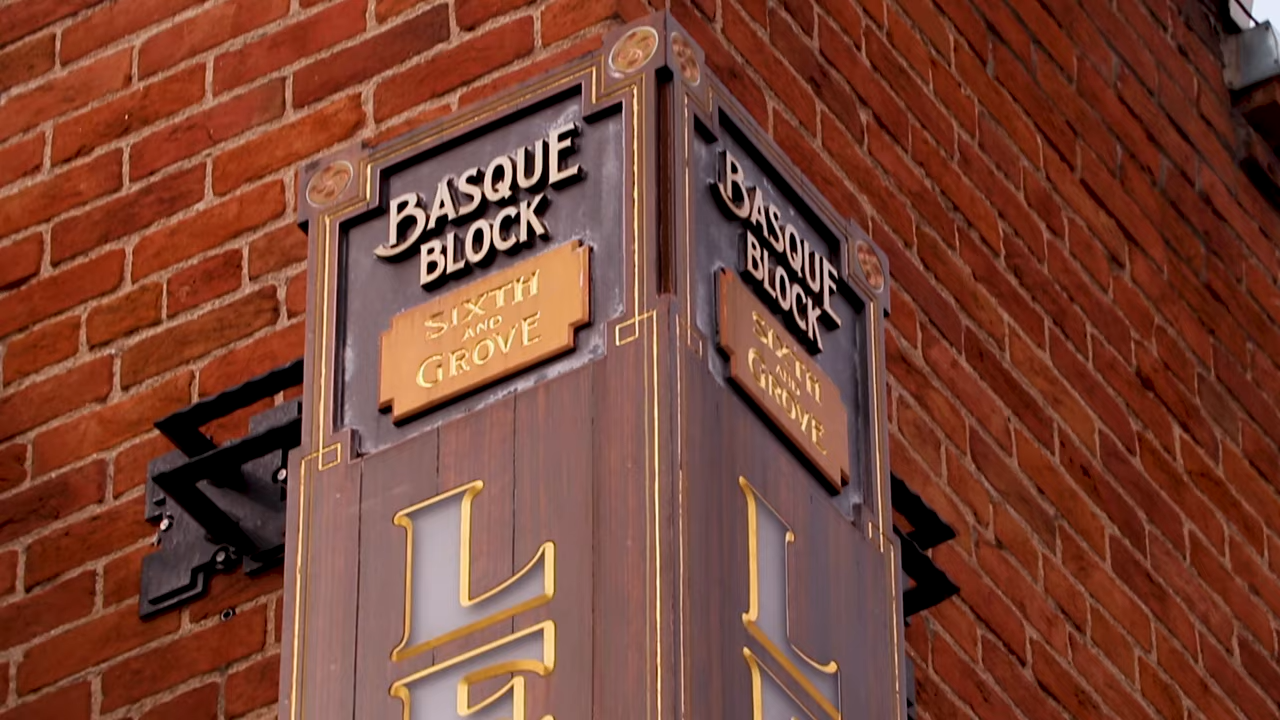 BASQUE
BLOCK
SIXTH
AND
GROVE
L
BASQUE
BLOCK
SIXTH
AND
GROVE
L